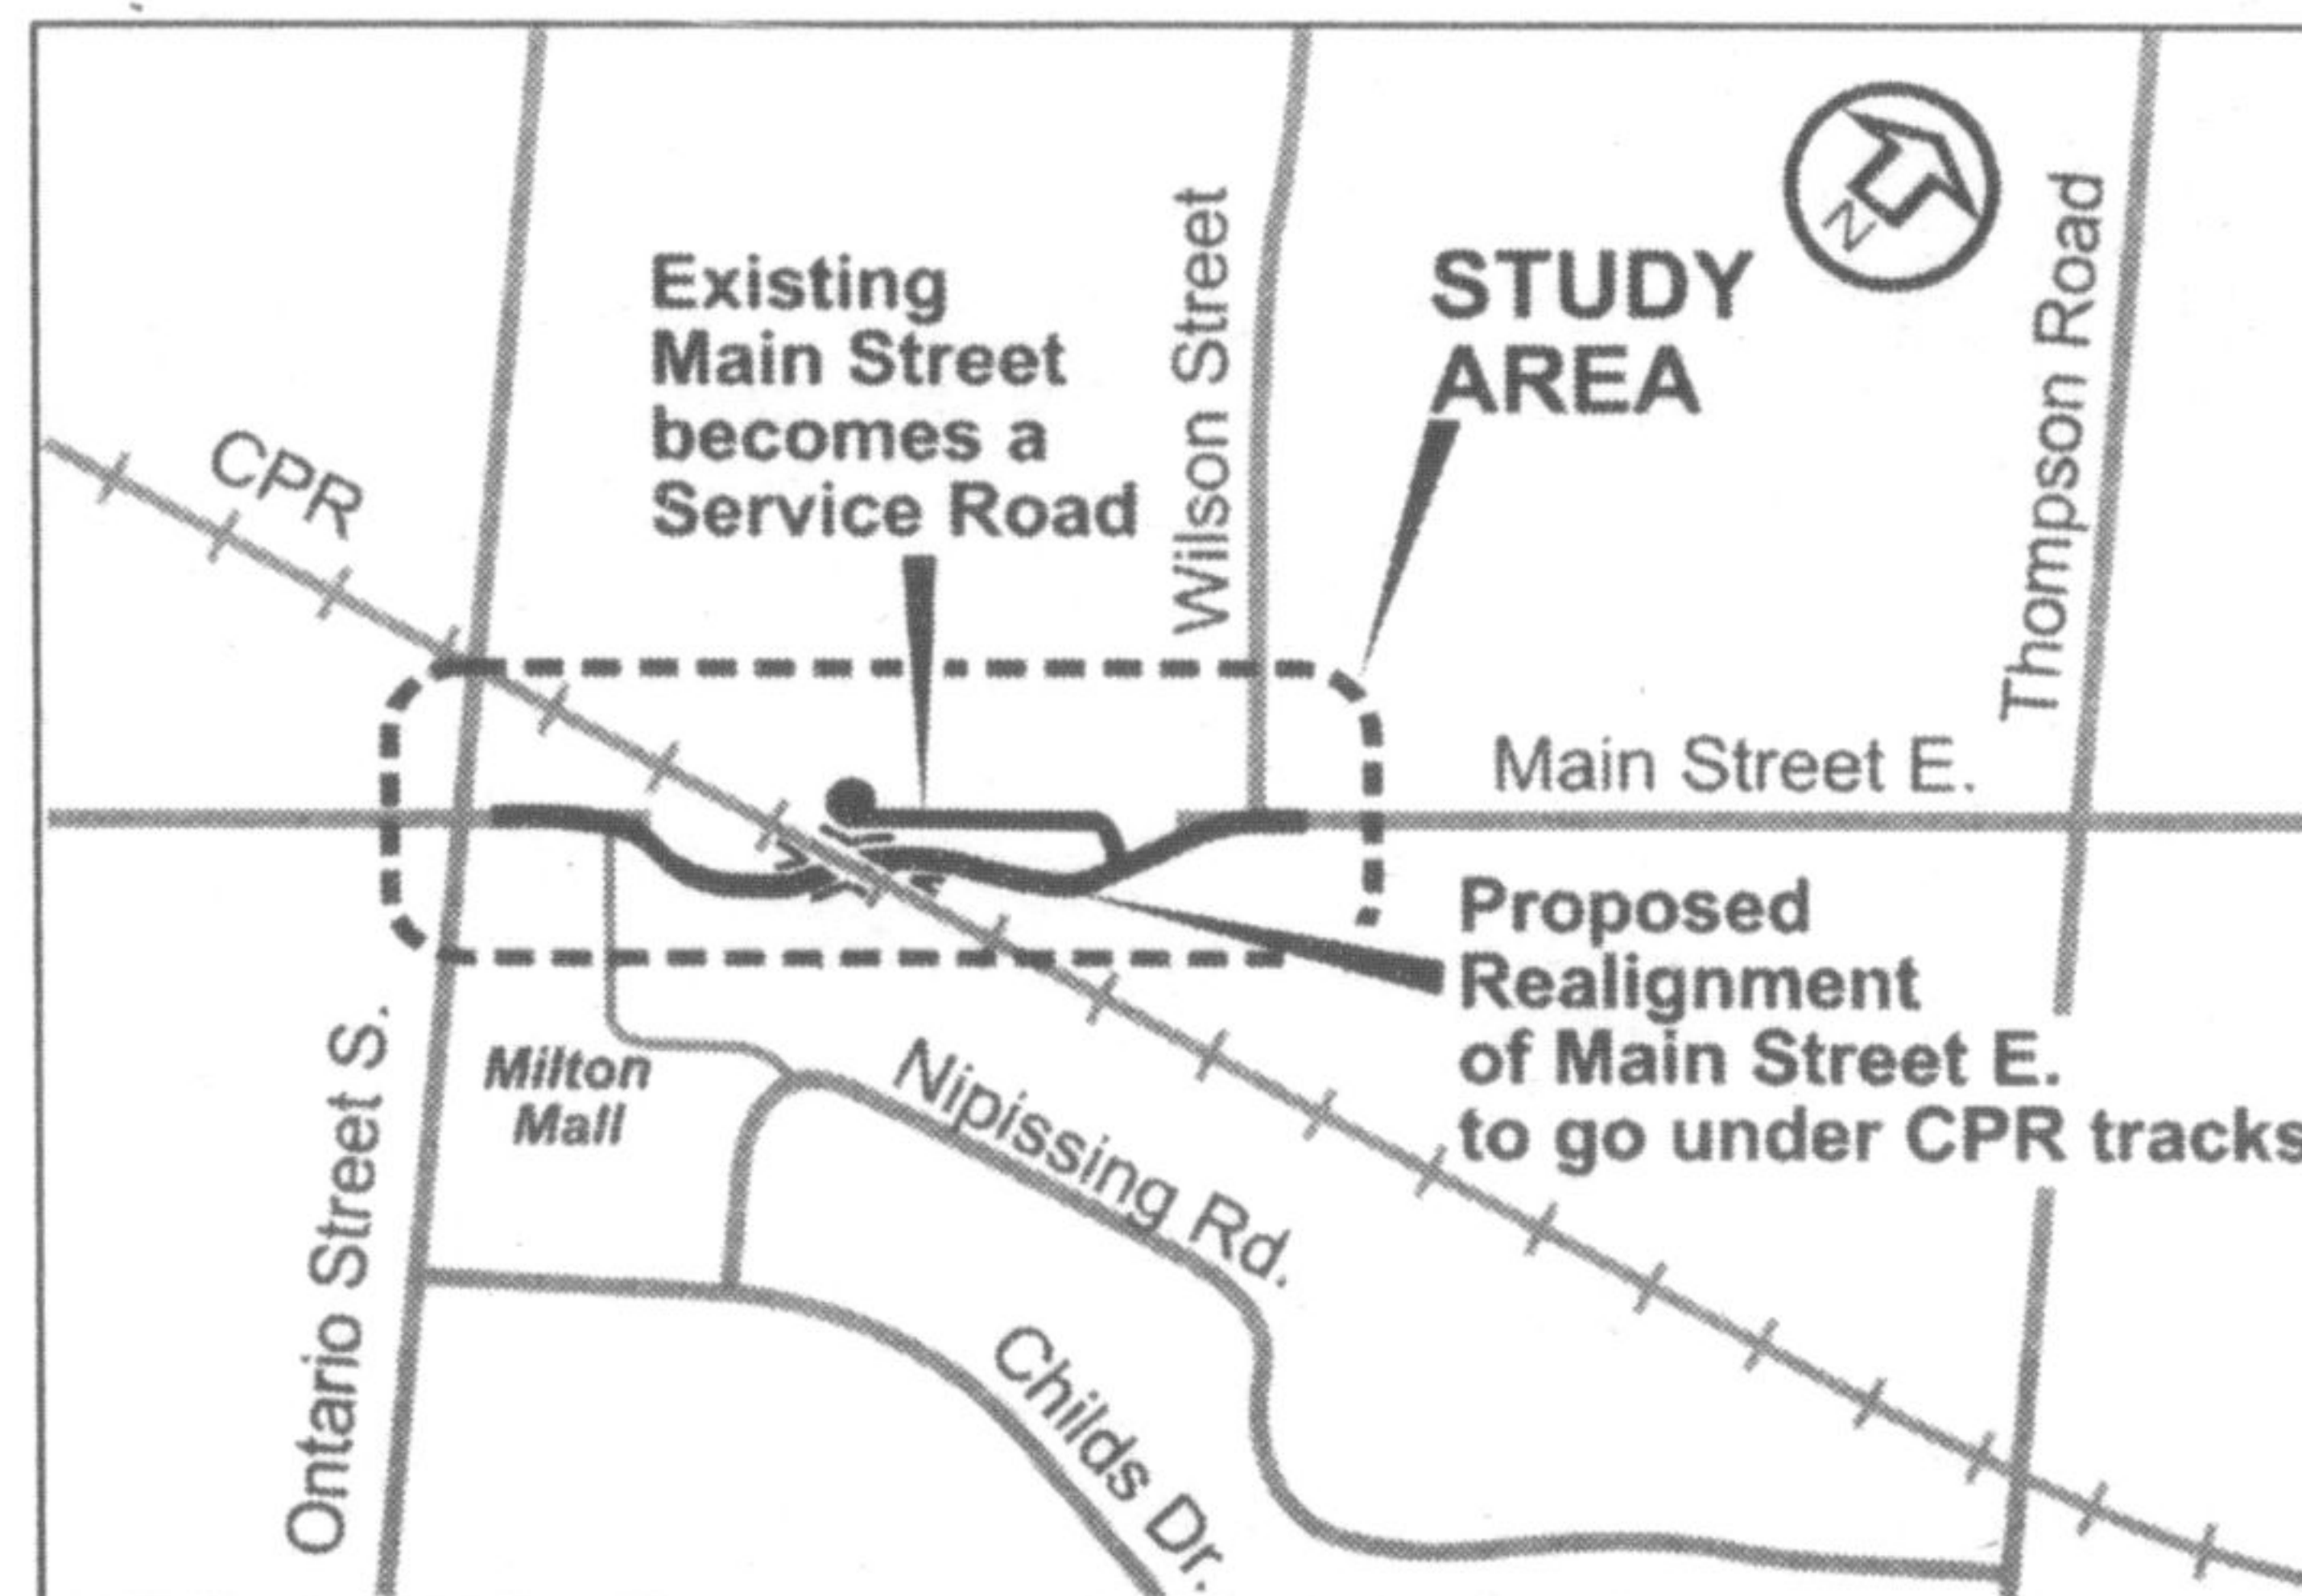 N
STUDY
AREA
Existing
Main Street
becomes a
Service Road
Wilson Street
Thompson Road
CPR
Main Street E.
Proposed
Realignment
of Main Street E.
to go under CPR tracks
Milton
Mall
Nipissing Rd.
Ontario Street S.
Childs Dr.